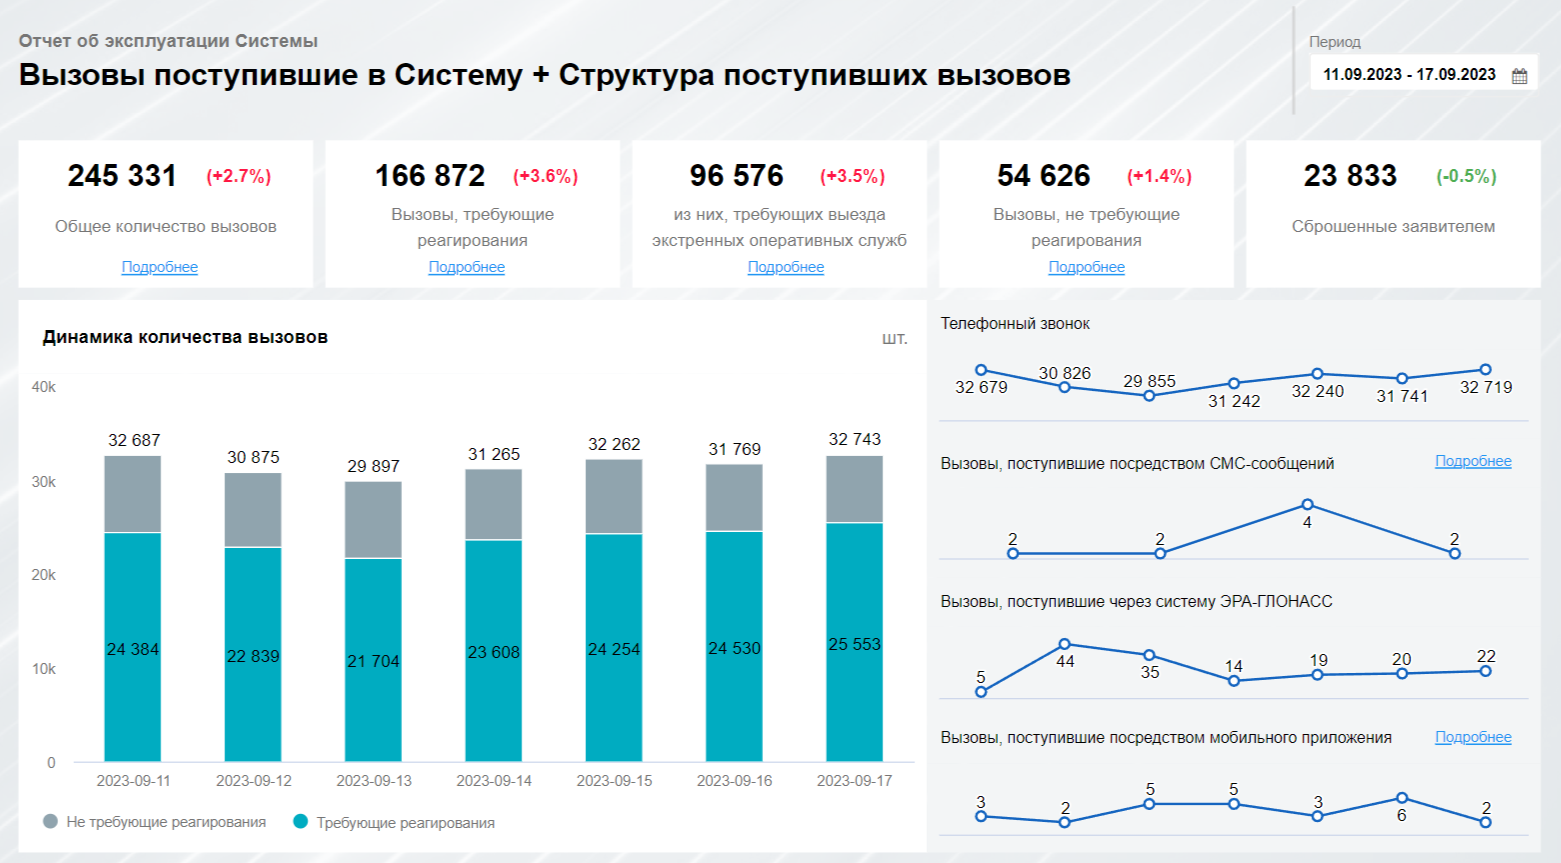 Отчет об эксплуатации Системы
Вызовы поступившие в Систему + Структура поступивших вызовов
Период
11.09.2023 - 17.09.2023
245 331 (+2.7%)
Общее количество вызовов
Подробнее
166 872 (+3.6%)
Вызовы, требующие
реагирования
Подробнее
96 576 (+3.5%)
из них, требующих выезда
экстренных оперативных служб
Подробнее
54 626 (+1.4%)
Вызовы, не требующие
реагирования
Подробнее
23 833 (-0.5%)
Сброшенные заявителем
Динамика количества вызовов
шт.
40k
30k
20k
10k
0
32 687
30 875
29 897
31 265
32 262
31 769
32 743
24 384
22 839
21 704
23 608
24 254
24 530
25 553
2023-09-11
2023-09-12
2023-09-13
2023-09-14
2023-09-15
2023-09-16
2023-09-17
Не требующие реагирования
Требующие реагирования
Телефонный звонок
32 679
30 826
29 855
31 242
32 240
31 741
32 719
Вызовы, поступившие посредством СМС-сообщений
Подробнее
2
2
4
2
Вызовы, поступившие через систему ЭРА-ГЛОНАСС
5
44
35
14
19
20
22
Вызовы, поступившие посредством мобильного приложения
Подробнее
3
2
5
5
3
6
2